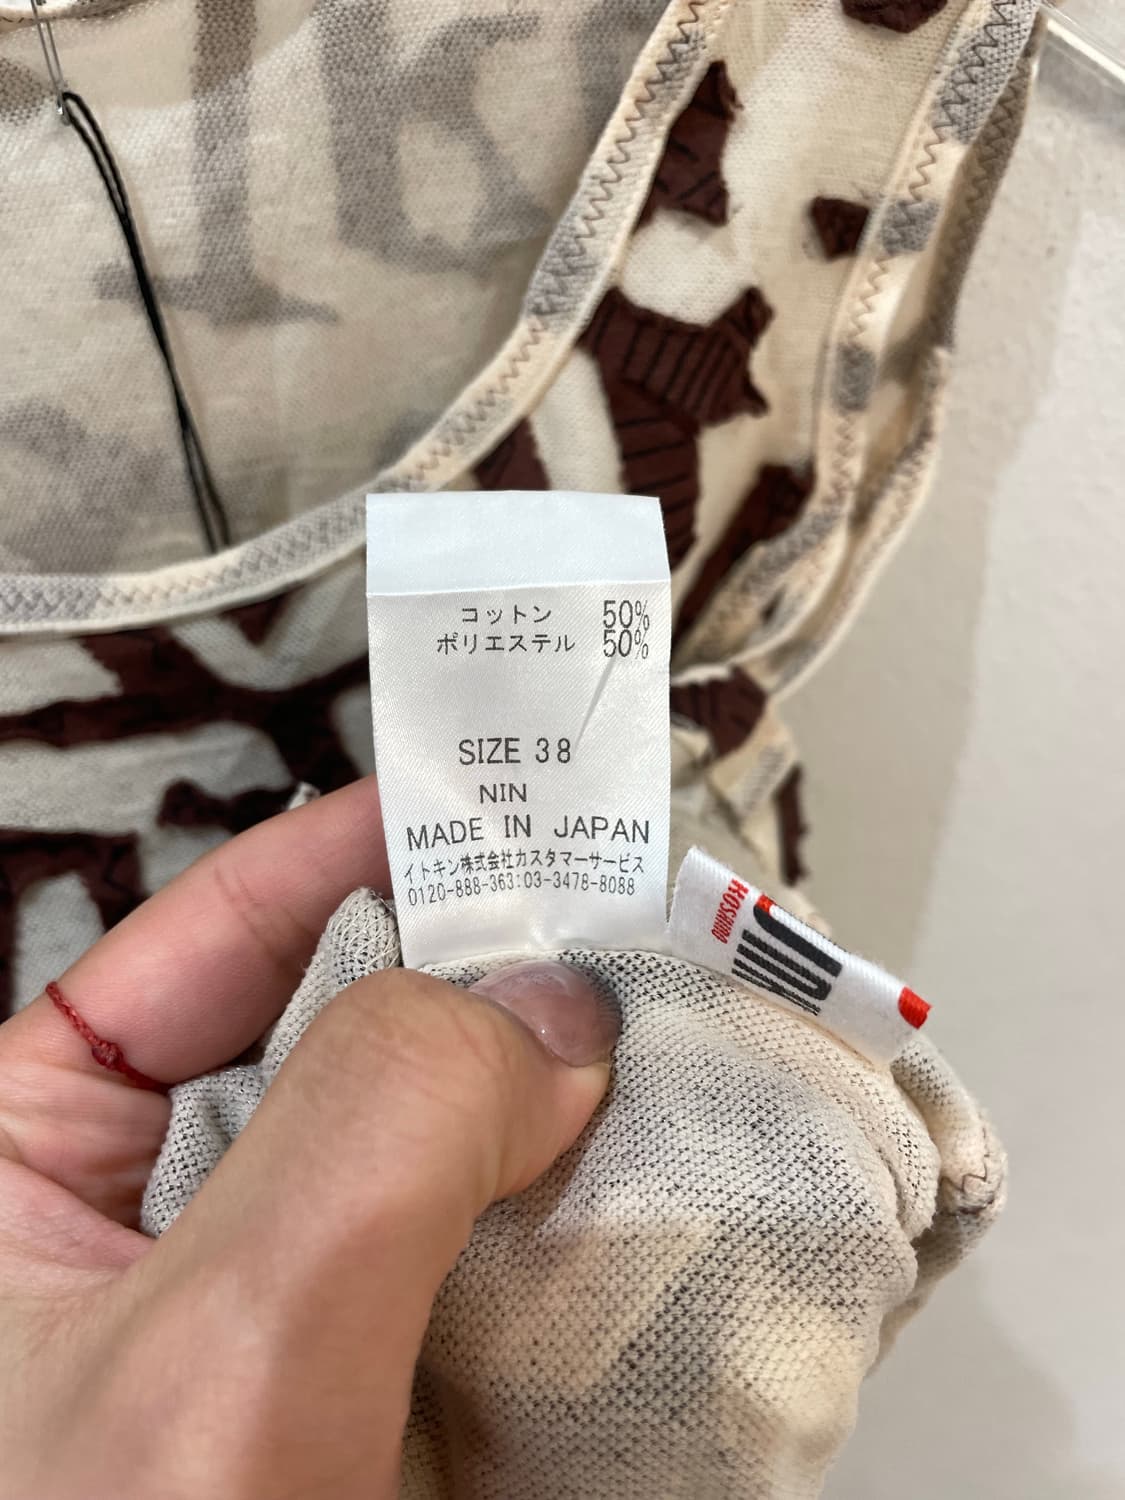 コットン 50%
ポリエステル 50%
SIZE 38
NIN
MADE IN JAPAN
イトキン株式会社カスタマーサービス
0120-888-363:03-3478-8088
KOSHINO